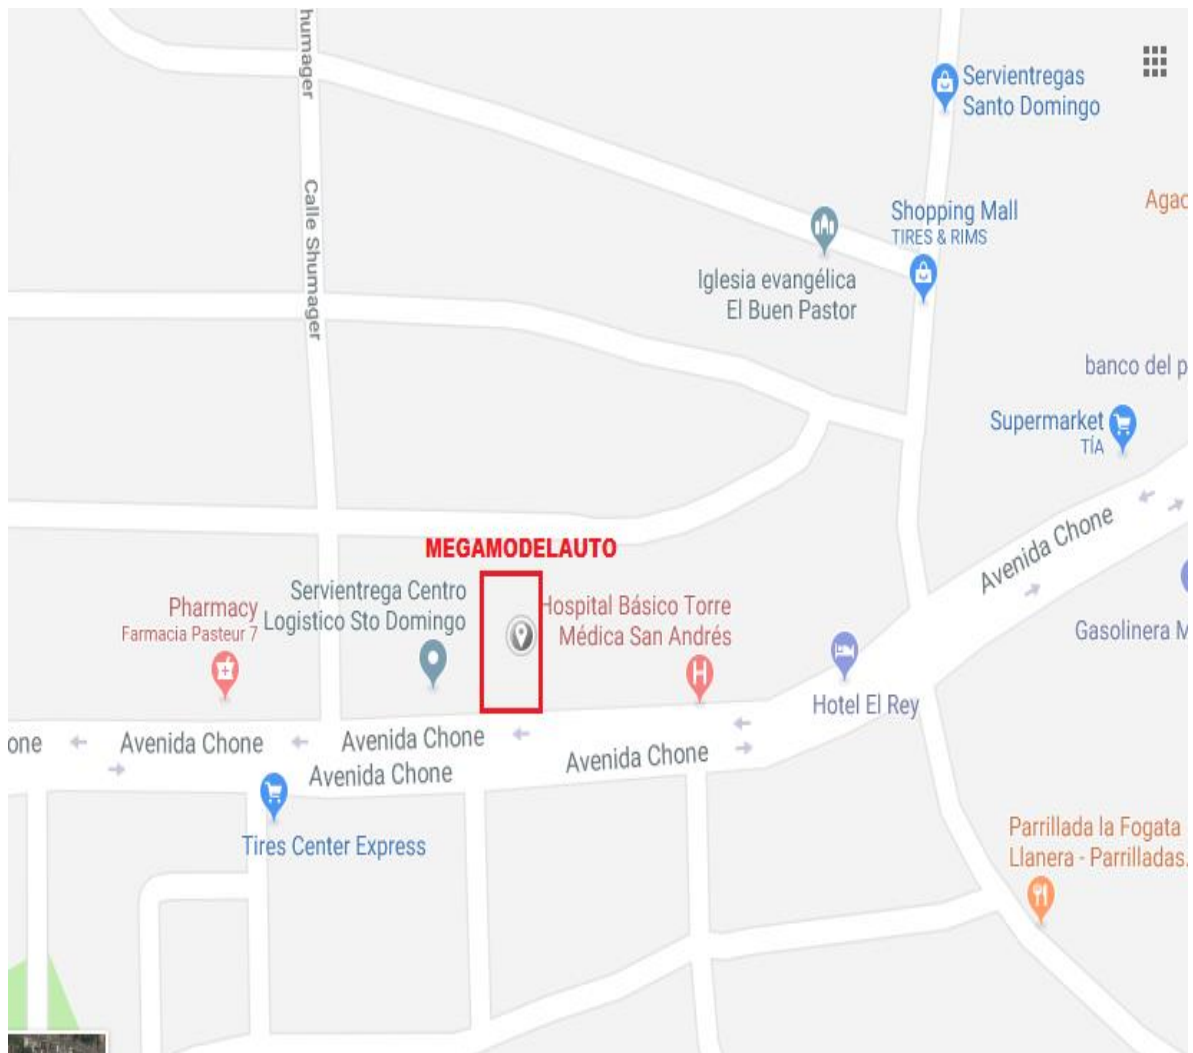 humager
Servientregas
Santo Domingo
Calle Shumager
Agac
Shopping Mall
TIRES & RIMS
Iglesia evangélica
El Buen Pastor
banco del p
Supermarket
TÍA
Avenida Chone
MEGAMODELAUTO
Servientrega Centro
Logistico Sto Domingo
Pharmacy
Farmacia Pasteur 7
Hospital Básico Torre
Médica San Andrés
Gasolinera M
Hotel El Rey
one
Avenida Chone
Avenida Chone
Avenida Chone
Avenida Chone
Tires Center Express
Parrillada la Fogata
Llanera - Parrilladas.